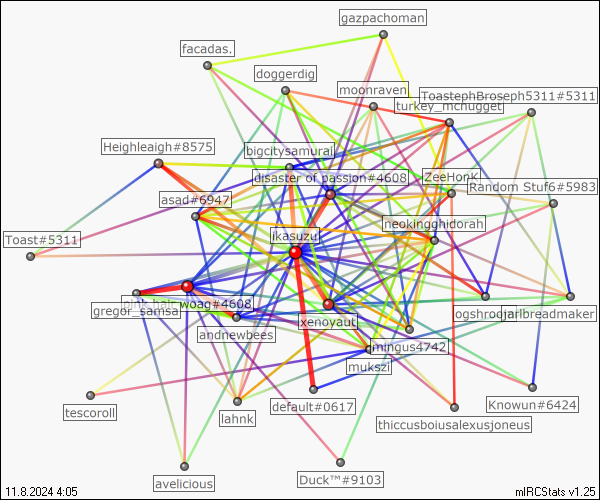 gazpachoman
facadas.
doggerdig
moonraven
ToastephBroseph5311#5311
turkey_mchugget
Heighleaigh#8575
bigcitysamurai
disaster of passion#4608
ZeeHonK
Random Stuf6#5983
asad#6947
neokingghidorah
ikasuzu
Toast#5311
woag#4608
gregor_samsa
xenoyaut
ogshroo
jarlbreadmaker
andnewbees
mingus4742
mukszi
tescoroll
lahnk
default#0617
Knowun#6424
thiccusboiusalexusjoneus
avelicious
Duck™#9103
11.8.2024 4:05
mIRCStats v1.25